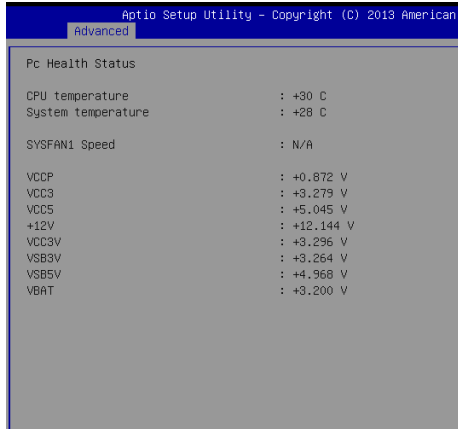 Aptio Setup Utility - Copyright (C) 2013 American
Advanced
Pc Health Status
CPU temperature : +30 C
System temperature : +28 C
SYSFAN1 Speed : N/A
VCCP : +0.872 V
VCC3 : +3.279 V
VCC5 : +5.045 V
+12V : +12.144 V
VCC3V : +3.296 V
VSB3V : +3.264 V
VSB5V : +4.968 V
VBAT : +3.200 V